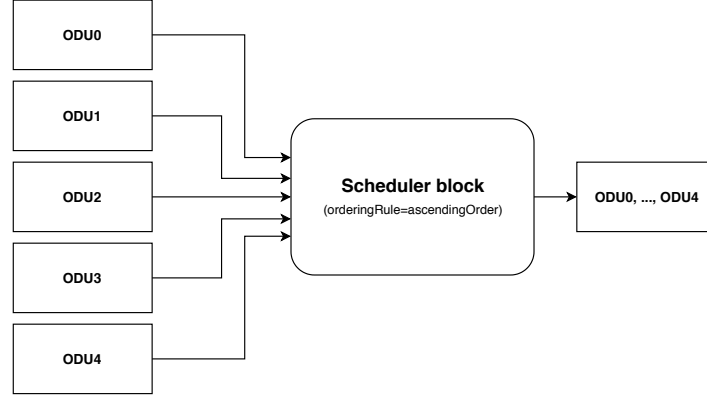 ODU0
ODU1
ODU2
ODU3
ODU4
Scheduler block
(orderingRule=ascendingOrder)
ODU0, ..., ODU4